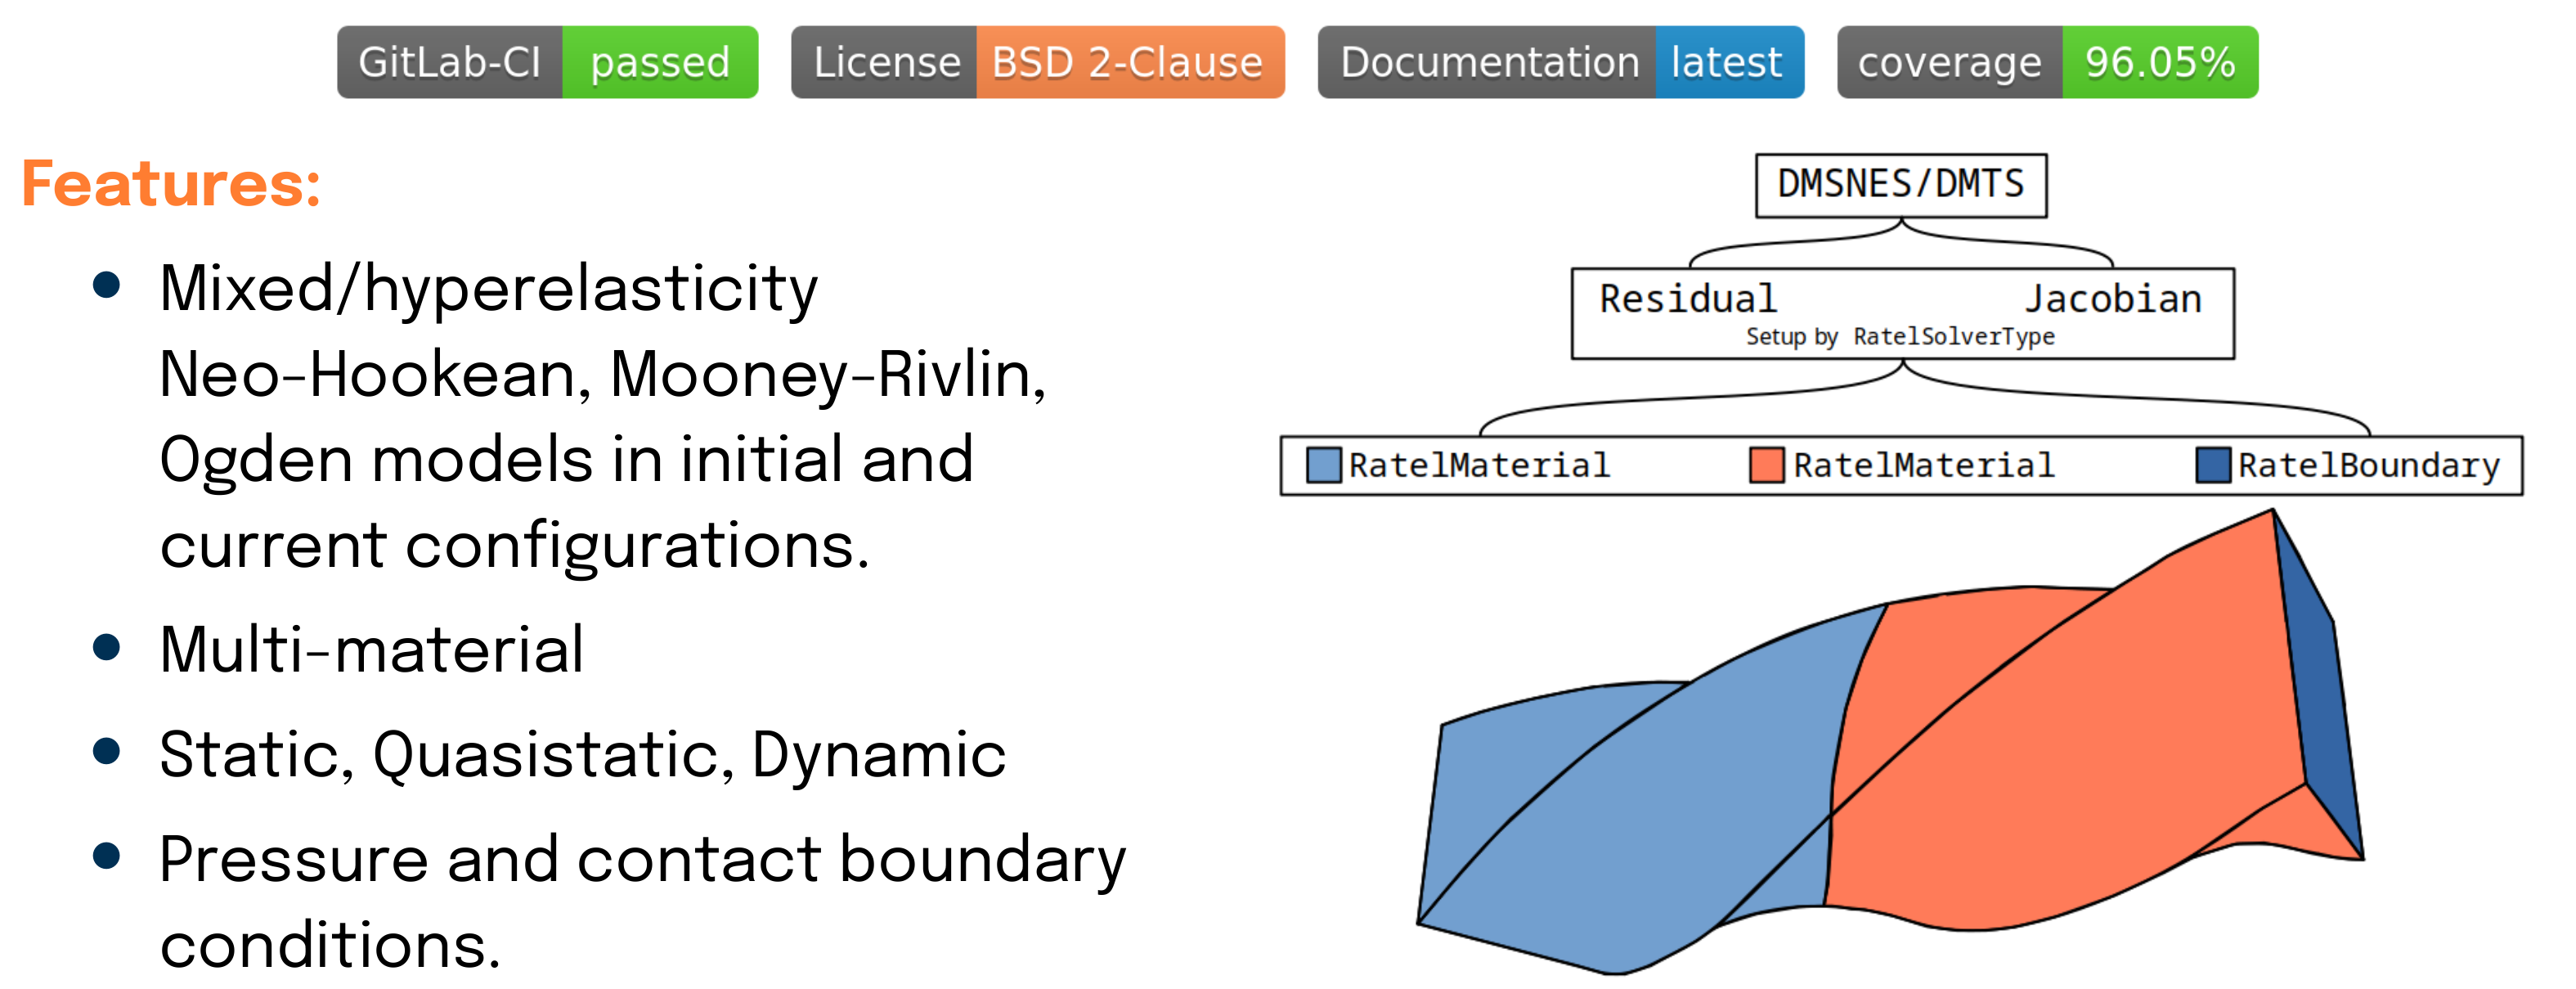 GitLab-CI passed License BSD 2-Clause Documentation latest coverage 96.05%
Features:
Mixed/hyperelasticity
Neo-Hookean, Mooney-Rivlin,
Ogden models in initial and
current configurations.
Multi-material
Static, Quasistatic, Dynamic
Pressure and contact boundary
conditions.
DMSNES/DMTS
Residual Jacobian
Setup by RatelSolverType
RatelMaterial RatelMaterial RatelBoundary